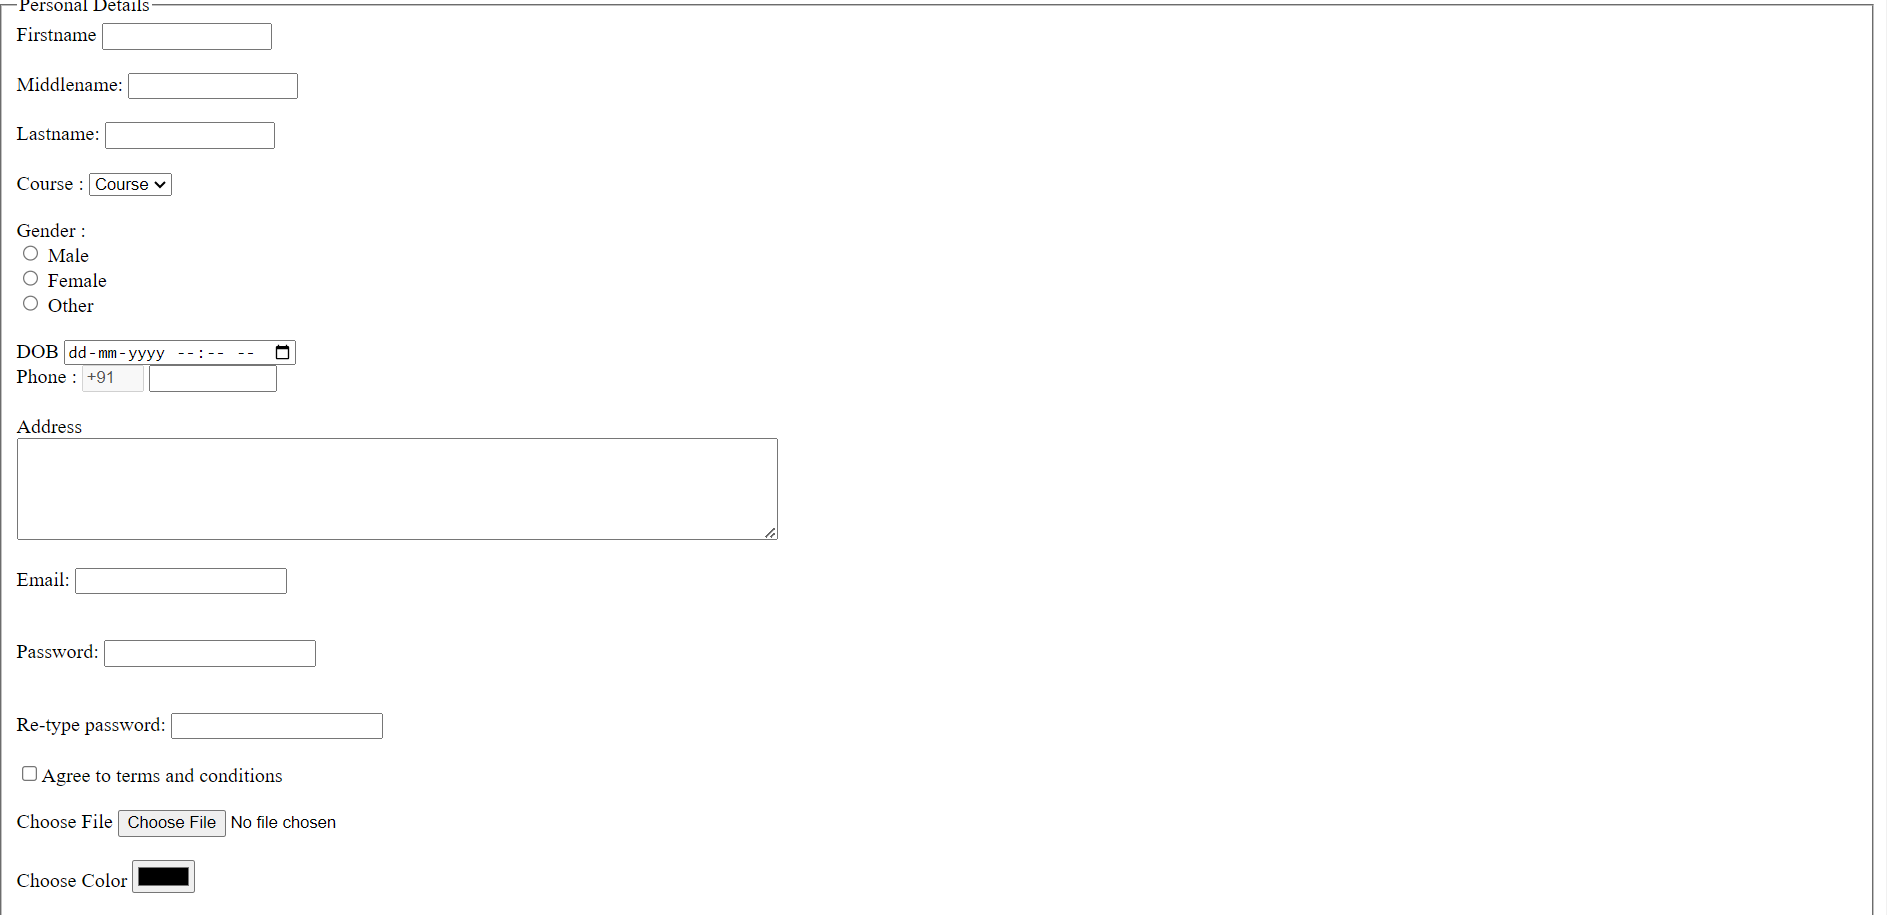 Personal Details
Firstname
Middlename:
Lastname:
Course : Course
Gender :
Male
Female
Other
DOB dd-mm-yyyy --:-- --
Phone : +91
Address
Email:
Password:
Re-type password:
Agree to terms and conditions
Choose File Choose File No file chosen
Choose Color